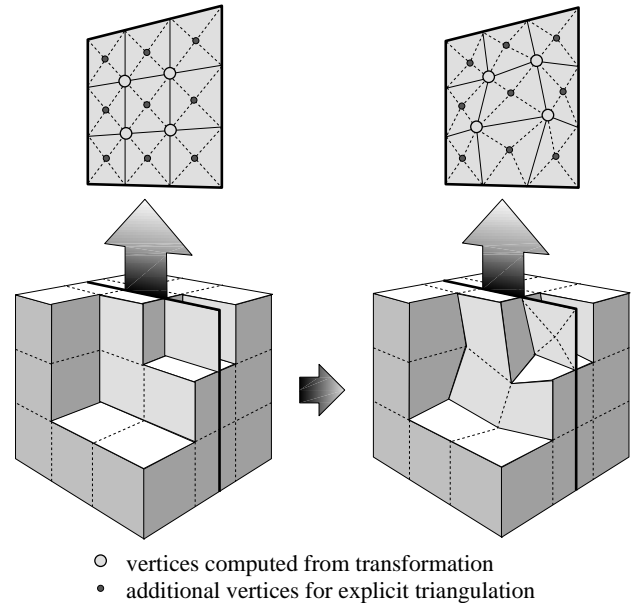 vertices computed from transformation
additional vertices for explicit triangulation